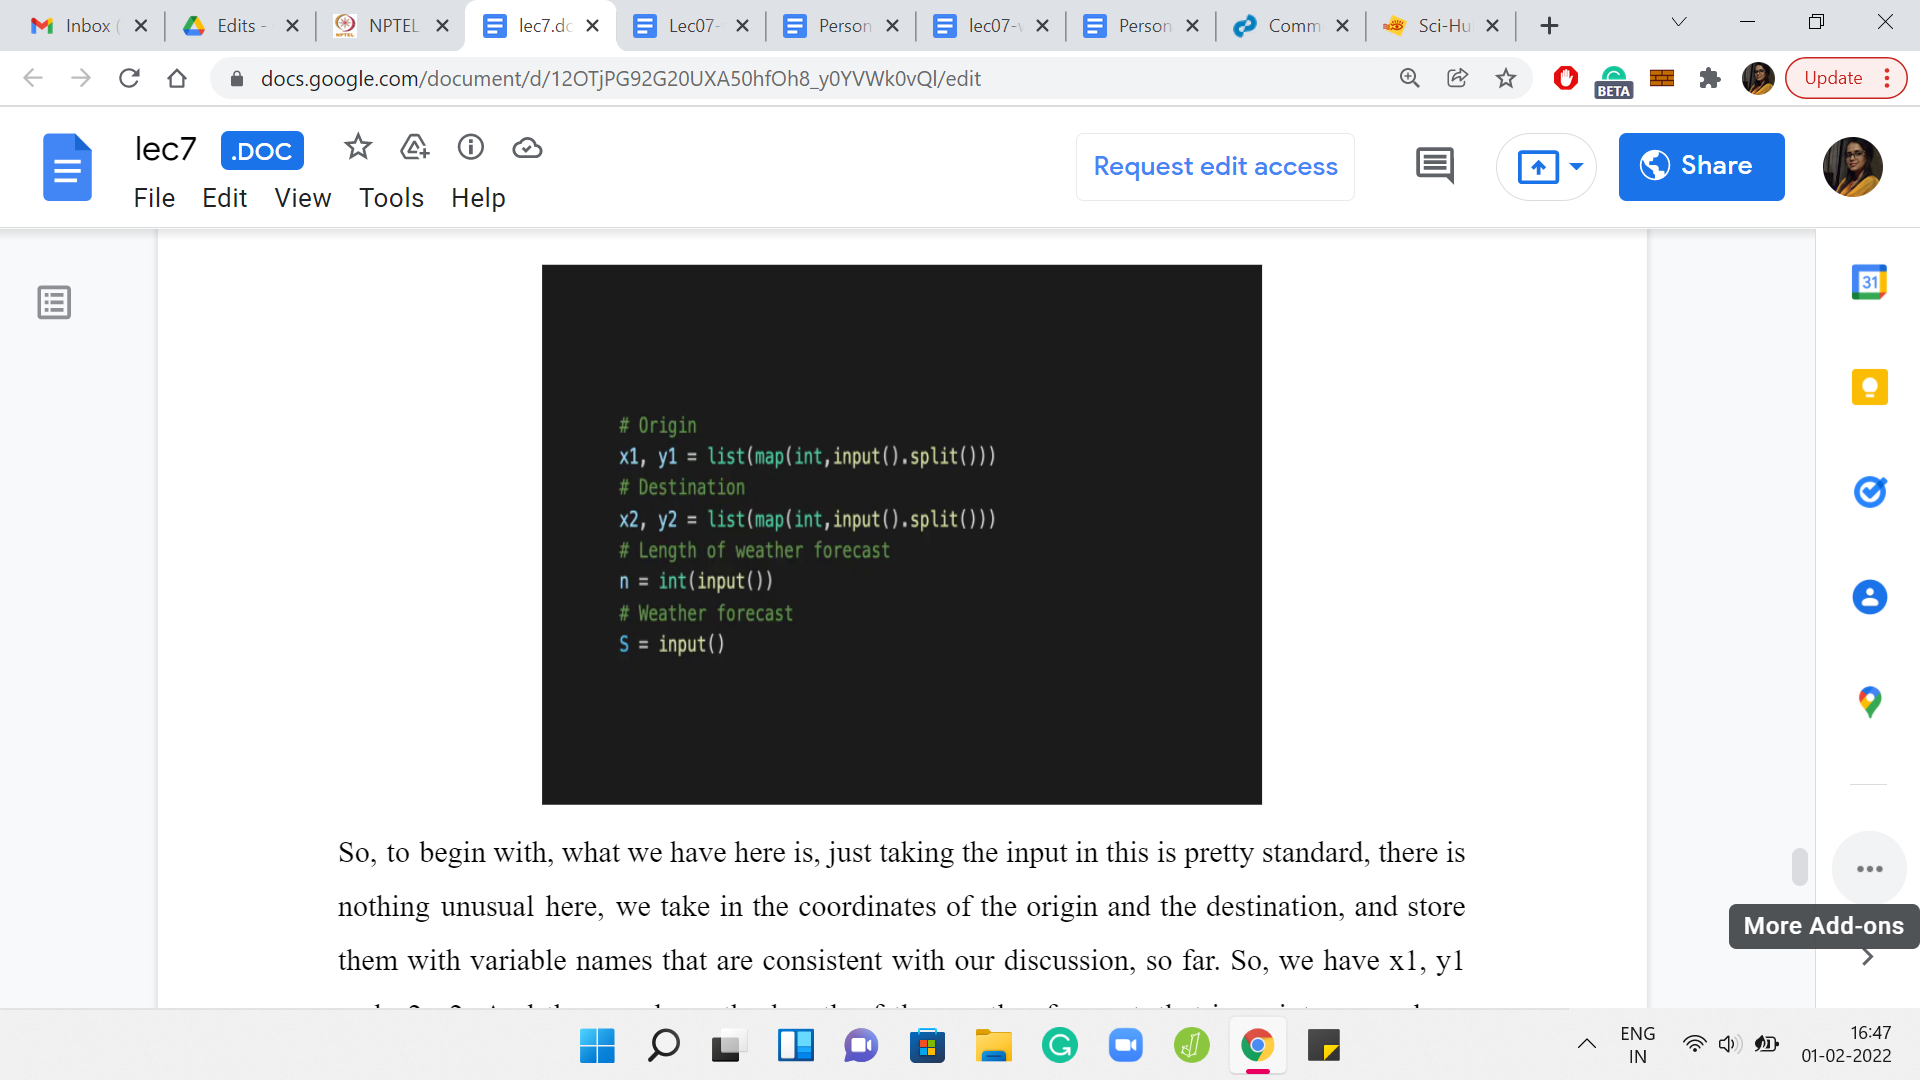 Inbox (
Edits -
NPTEL
lec7.dc
Lec07-
Person
lec07-v
Person
Comm
Sci-Hu
docs.google.com/document/d/12OTjPG92G20UXA50hfOh8_y0YVWk0vQl/edit
BETA
Update
lec7
.DOC
Request edit access
Share
File Edit View Tools Help
31
# Origin
x1, y1 = list(map(int,input().split()))
# Destination
x2, y2 = list(map(int,input().split()))
# Length of weather forecast
n = int(input())
# Weather forecast
S = input()
So, to begin with, what we have here is, just taking the input in this is pretty standard, there is
nothing unusual here, we take in the coordinates of the origin and the destination, and store
them with variable names that are consistent with our discussion, so far. So, we have x1, y1
More Add-ons
ENG
IN
16:47
01-02-2022